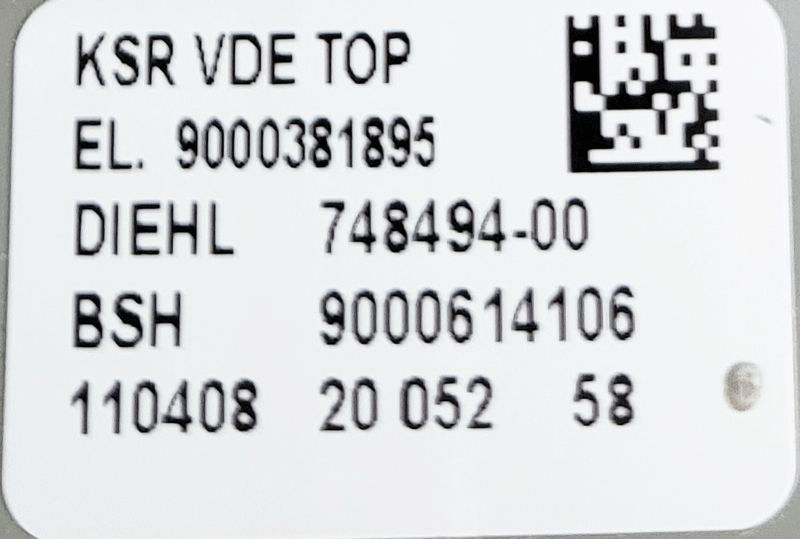 KSR VDE TOP
EL. 9000381895
DIEHL 748494-00
BSH 9000614106
110408 20 052 58